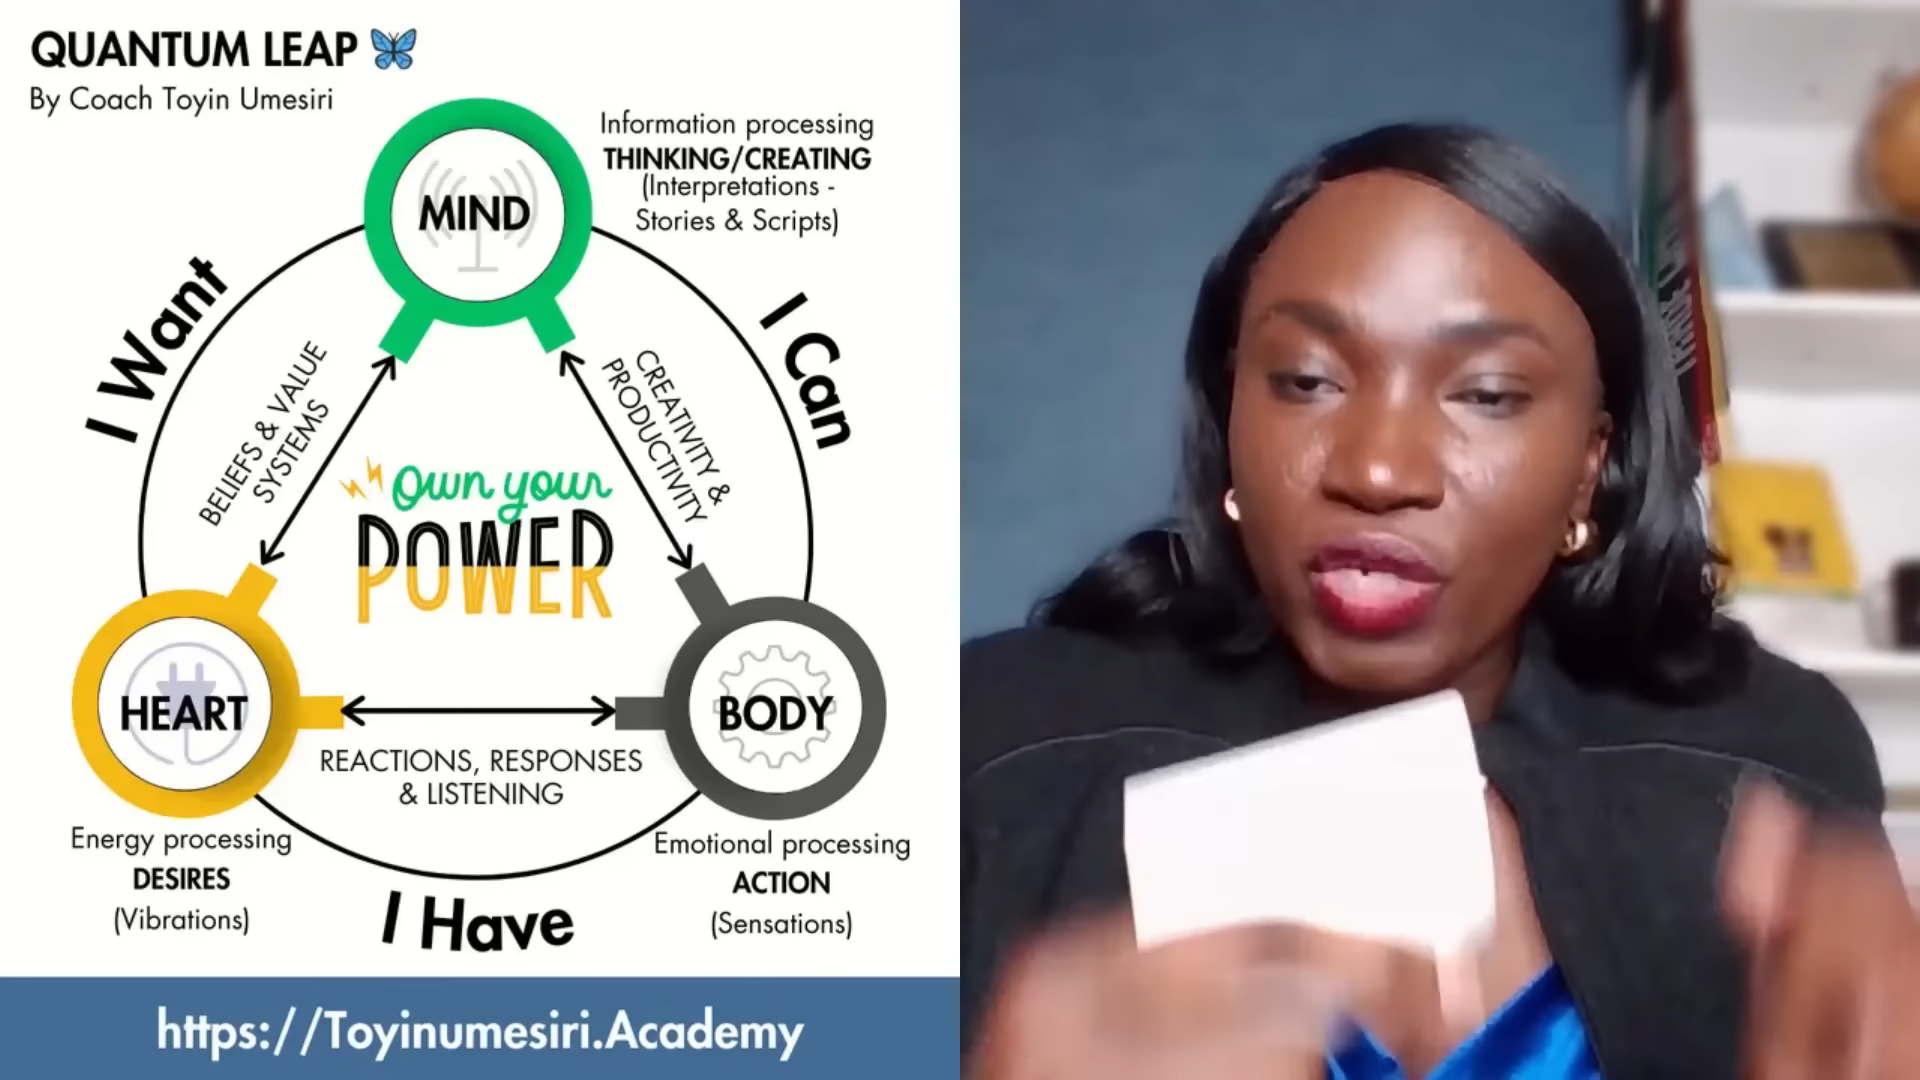 QUANTUM LEAP
By Coach Toyin Umesiri
MIND
Information processing
THINKING/CREATING
(Interpretations -
Stories & Scripts)
I Want
I Can
BELIEFS & VALUE
SYSTEMS
CREATIVITY &
PRODUCTIVITY
Own your
POWER
HEART
BODY
REACTIONS, RESPONSES
& LISTENING
Energy processing
DESIRES
(Vibrations)
Emotional processing
ACTION
(Sensations)
I Have
https://Toyinumesiri.Academy